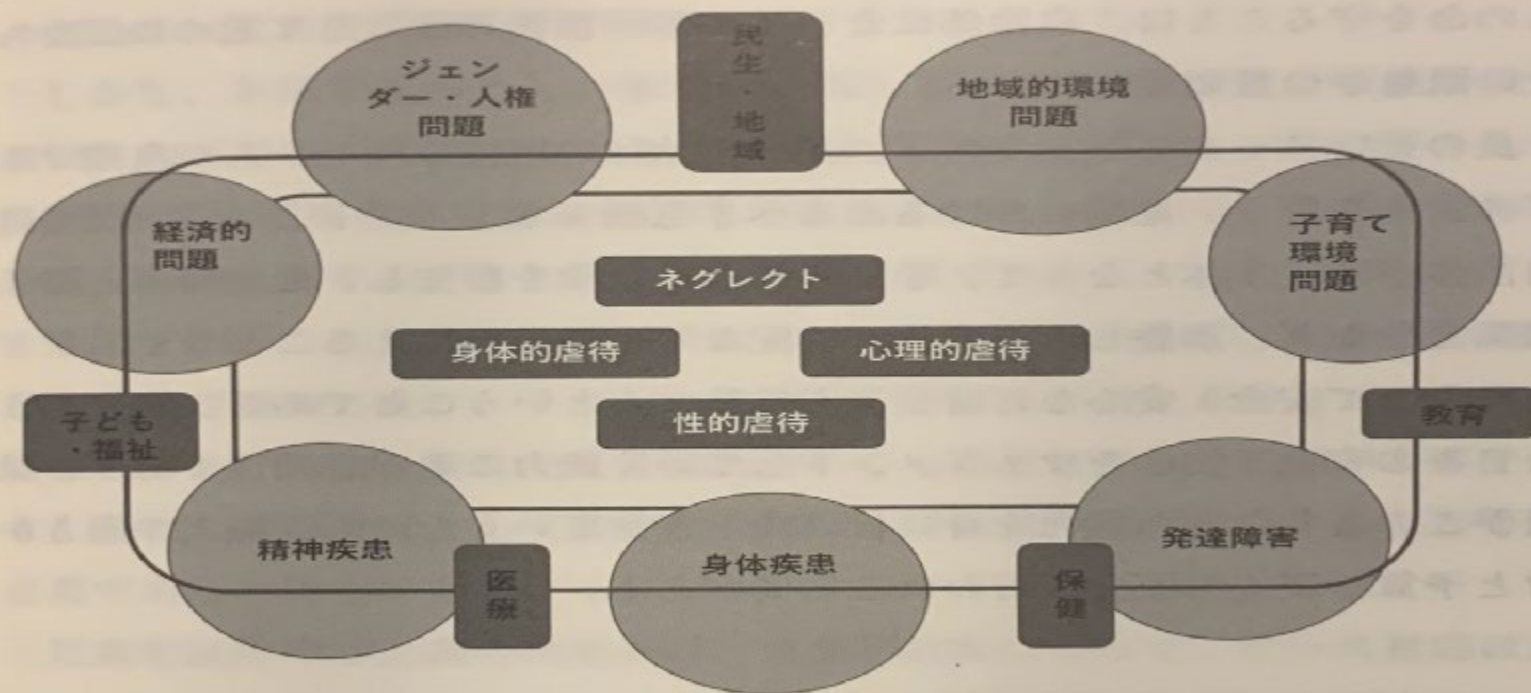 ジェン
ダー・人権
問題
民生・地域
地域的環境
問題
経済的
問題
子育て
環境
問題
ネグレクト
身体的虐待
心理的虐待
性的虐待
子ども
・福祉
教育
精神疾患
医療
身体疾患
保健
発達障害